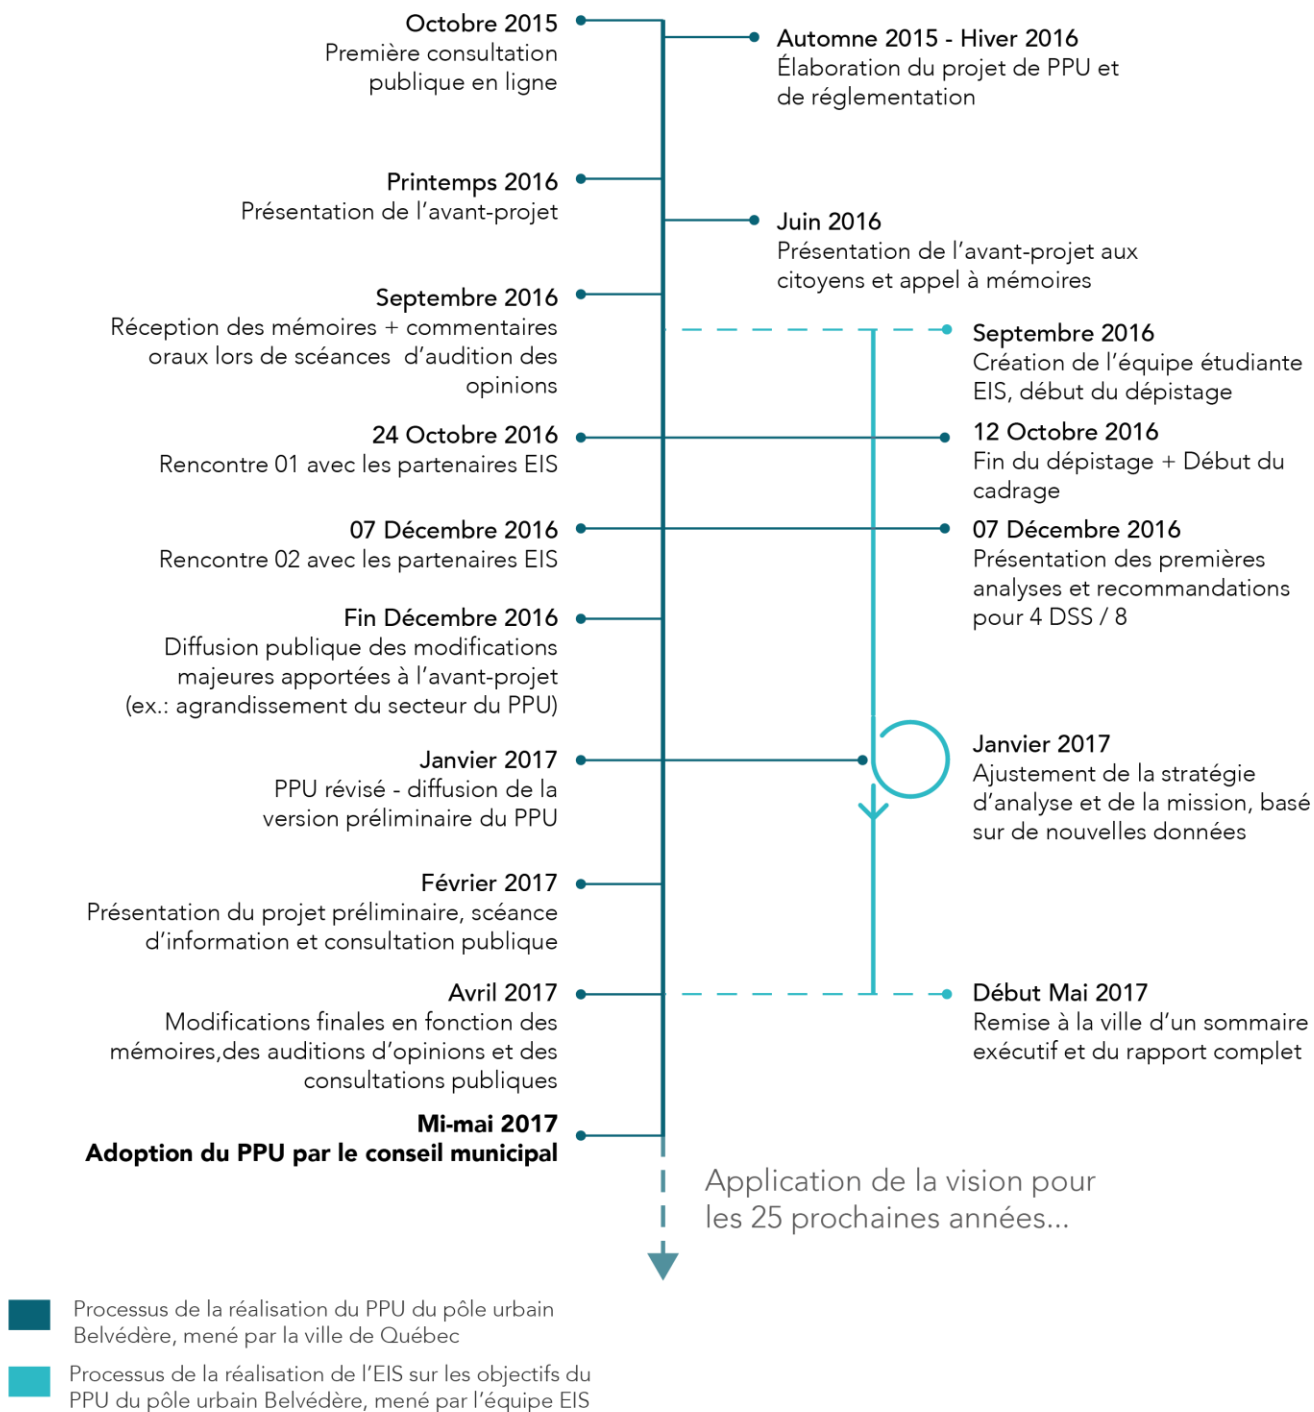 Octobre 2015
Première consultation
publique en ligne
Automne 2015 - Hiver 2016
Élaboration du projet de PPU et
de réglementation
Printemps 2016
Présentation de l'avant-projet
Juin 2016
Présentation de l'avant-projet aux
citoyens et appel à mémoires
Septembre 2016
Réception des mémoires + commentaires
oraux lors de scéances d'audition des
opinions
Septembre 2016
Création de l'équipe étudiante
EIS, début du dépistage
24 Octobre 2016
Rencontre 01 avec les partenaires EIS
12 Octobre 2016
Fin du dépistage + Début du
cadrage
07 Décembre 2016
Rencontre 02 avec les partenaires EIS
07 Décembre 2016
Présentation des premières
analyses et recommandations
pour 4 DSS / 8
Fin Décembre 2016
Diffusion publique des modifications
majeures apportées à l'avant-projet
(ex.: agrandissement du secteur du PPU)
Janvier 2017
PPU révisé - diffusion de la
version préliminaire du PPU
Janvier 2017
Ajustement de la stratégie
d'analyse et de la mission, basé
sur de nouvelles données
Février 2017
Présentation du projet préliminaire, scéance
d'information et consultation publique
Avril 2017
Modifications finales en fonction des
mémoires,des auditions d'opinions et des
consultations publiques
Début Mai 2017
Remise à la ville d'un sommaire
exécutif et du rapport complet
Mi-mai 2017
Adoption du PPU par le conseil municipal
Application de la vision pour
les 25 prochaines années...
Processus de la réalisation du PPU du pôle urbain
Belvédère, mené par la ville de Québec
Processus de la réalisation de l'EIS sur les objectifs du
PPU du pôle urbain Belvédère, mené par l'équipe EIS